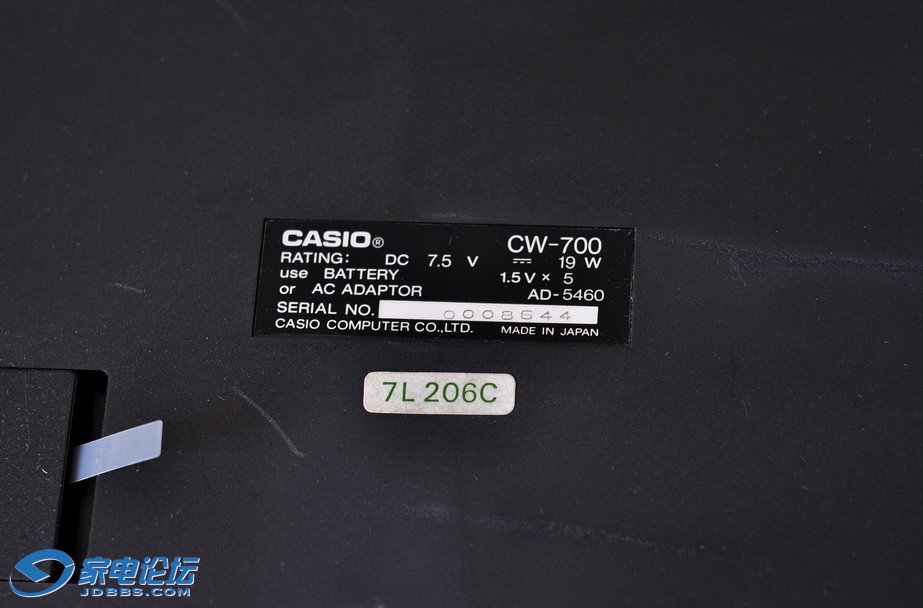 CASIO® CW-700
RATING: DC 7.5 V ⎓ 19 W
use BATTERY 1.5 V × 5
or AC ADAPTOR AD-5460
SERIAL NO. 0008644
CASIO COMPUTER CO.,LTD. MADE IN JAPAN
7L 206C
家电论坛
JDBBS.COM